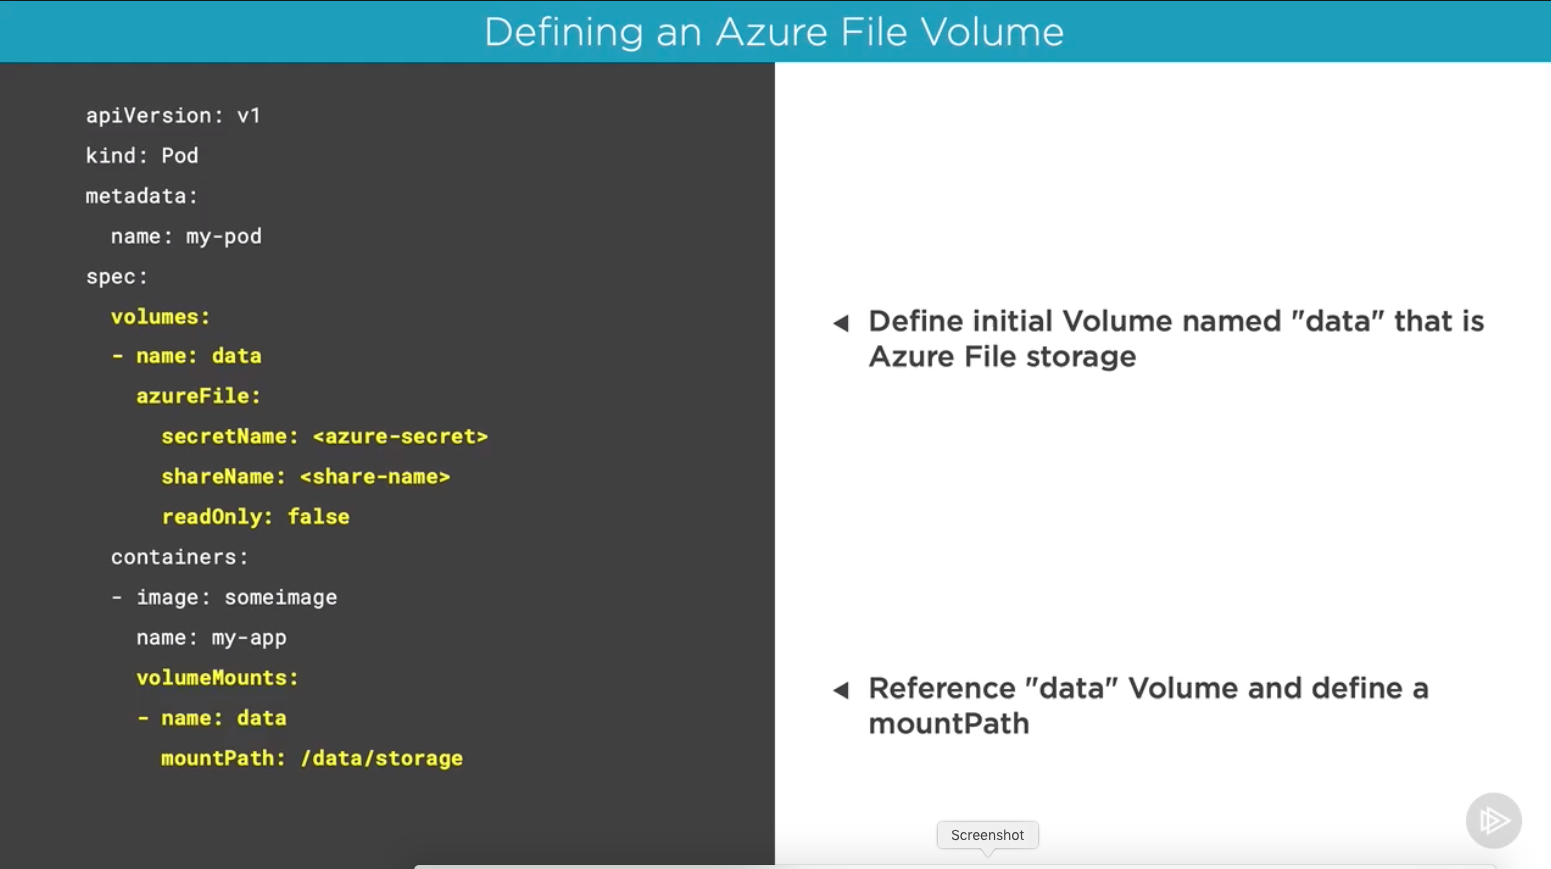 Defining an Azure File Volume
apiVersion: v1
kind: Pod
metadata:
  name: my-pod
spec:
  volumes:
  - name: data
    azureFile:
      secretName: <azure-secret>
      shareName: <share-name>
      readOnly: false
  containers:
  - image: someimage
    name: my-app
    volumeMounts:
    - name: data
      mountPath: /data/storage
Define initial Volume named "data" that is
Azure File storage
Reference "data" Volume and define a
mountPath
Screenshot